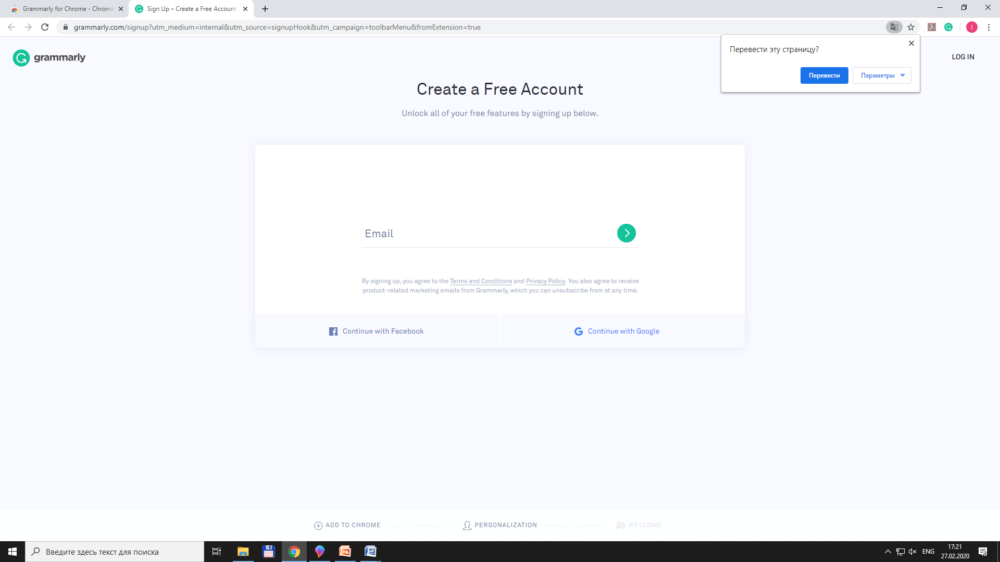 Grammarly for Chrome - Chrome
Sign Up – Create a Free Account
grammarly.com/signup?utm_medium=internal&utm_source=signupHook&utm_campaign=toolbarMenu&fromExtension=true
I
Перевести эту страницу?
Перевести
Параметры
grammarly
LOG IN
Create a Free Account
Unlock all of your free features by signing up below.
Email
By signing up, you agree to the Terms and Conditions and Privacy Policy. You also agree to receive
product-related marketing emails from Grammarly, which you can unsubscribe from at any time.
Continue with Facebook
Continue with Google
ADD TO CHROME
PERSONALIZATION
WELCOME
Введите здесь текст для поиска
ENG
17:21
27.02.2020